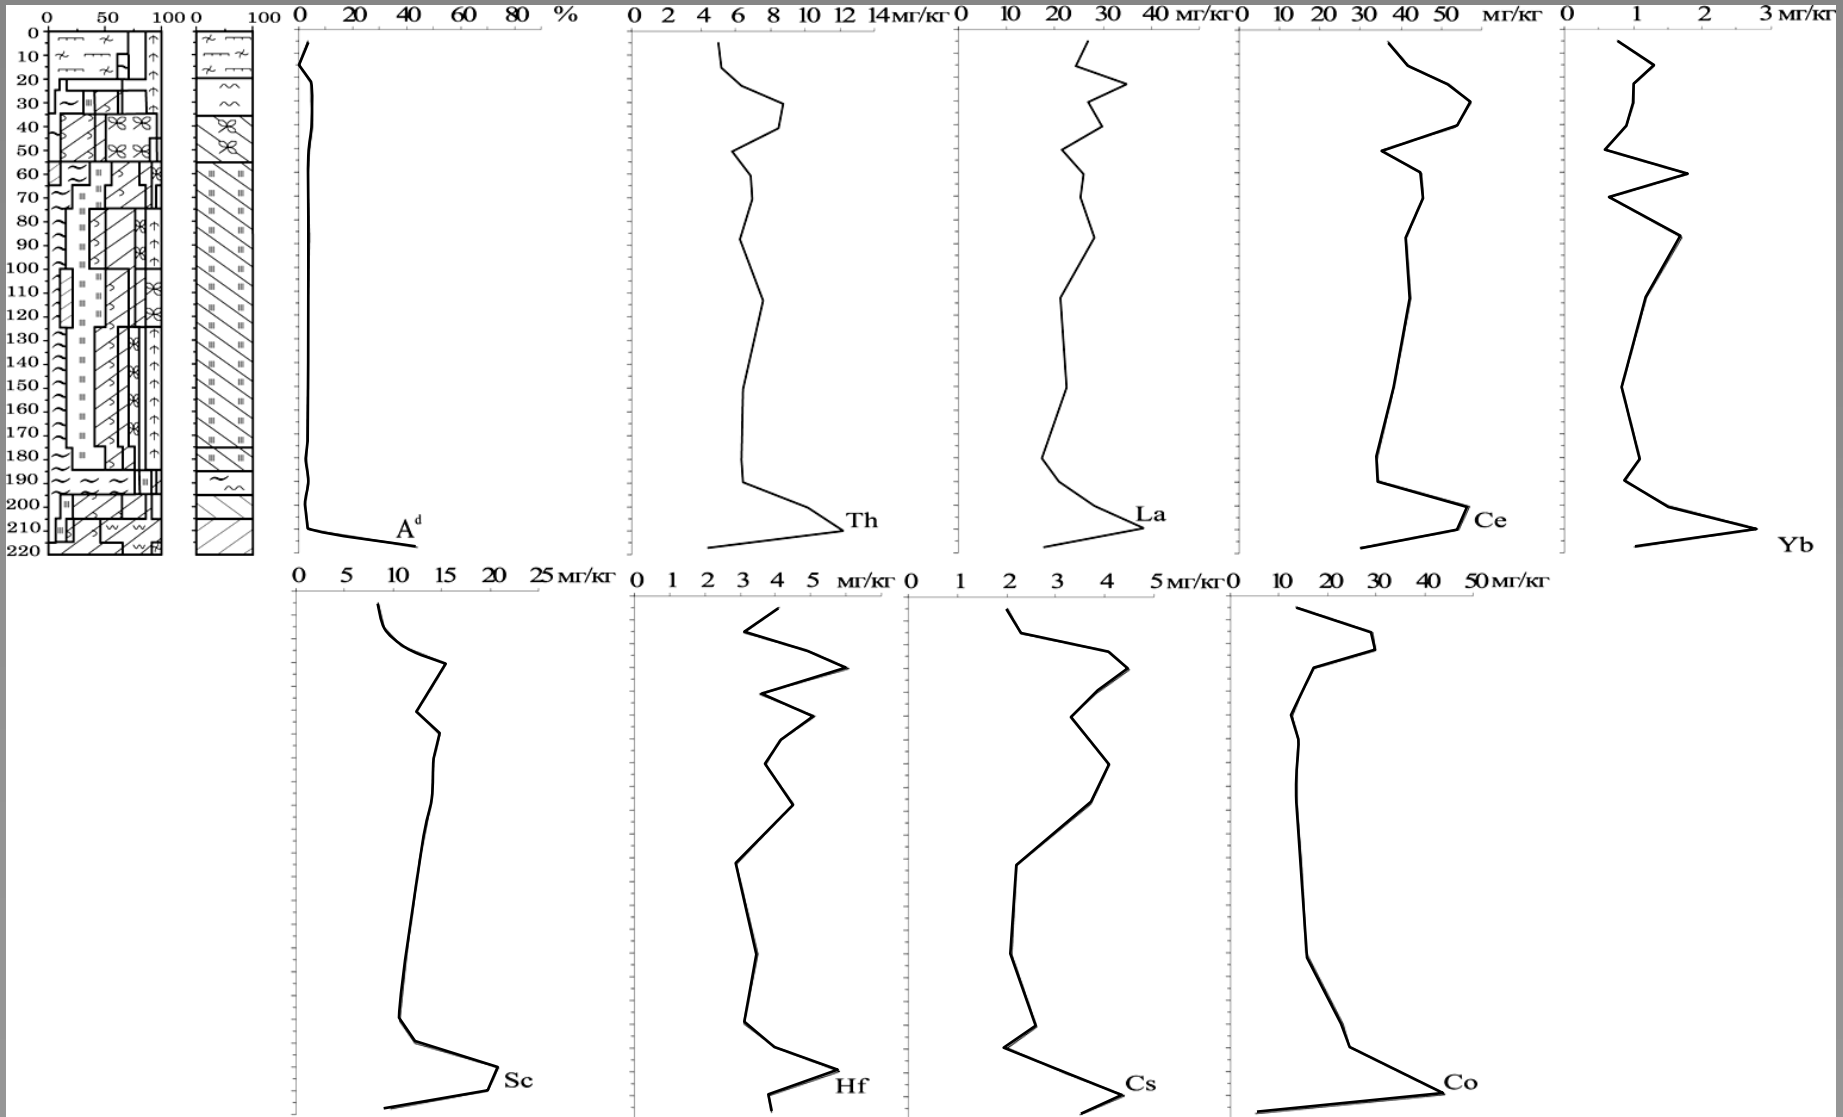 0 50 100 0 100
0 20 40 60 80 %
0 2 4 6 8 10 12 14 мг/кг
0 10 20 30 40 мг/кг
0 10 20 30 40 50 мг/кг
0 1 2 3 мг/кг
0
10
20
30
40
50
60
70
80
90
100
110
120
130
140
150
160
170
180
190
200
210
220
Aᵈ
Th
La
Ce
Yb
0 5 10 15 20 25 мг/кг
0 1 2 3 4 5 мг/кг
0 1 2 3 4 5 мг/кг
0 10 20 30 40 50 мг/кг
Sc
Hf
Cs
Co